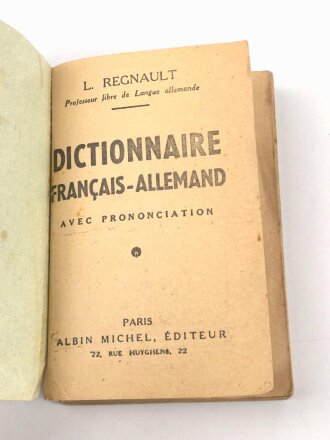 L. REGNAULT
Professeur libre de Langue allemande
DICTIONNAIRE
FRANÇAIS-ALLEMAND
AVEC PRONONCIATION
PARIS
ALBIN MICHEL, ÉDITEUR
22, RUE HUYGHENS, 22